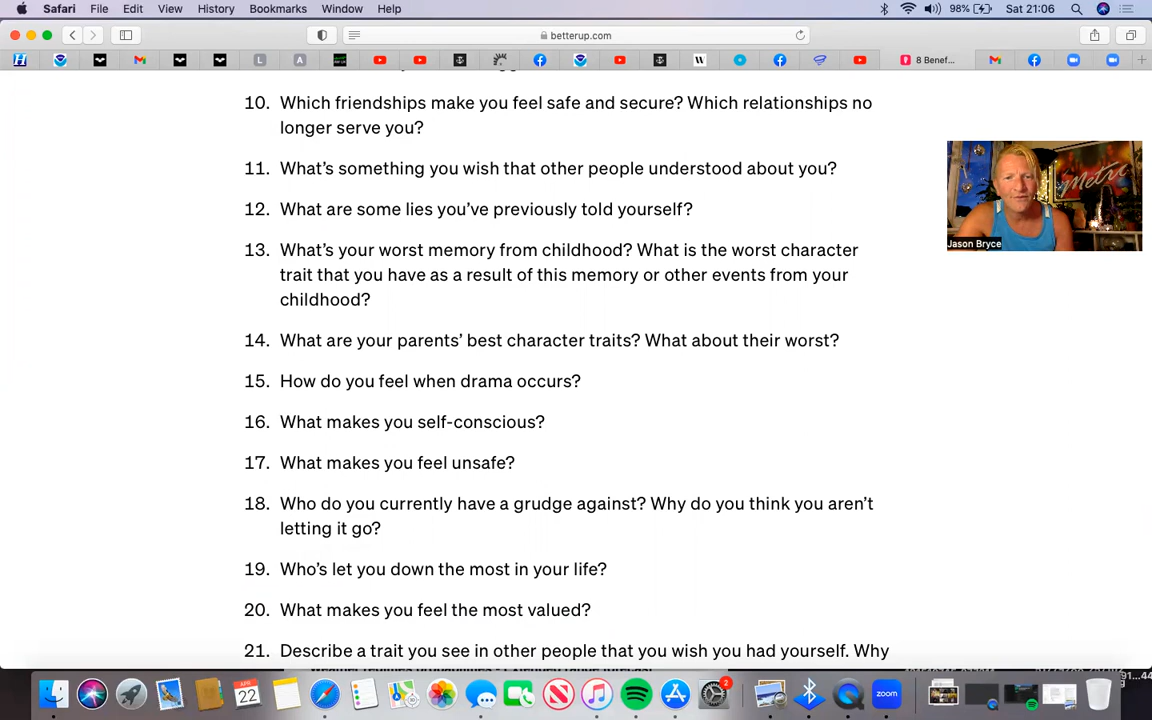 Safari File Edit View History Bookmarks Window Help 98% Sat 21:06
betterup.com
L A W 8 Benef...
10. Which friendships make you feel safe and secure? Which relationships no
longer serve you?
11. What's something you wish that other people understood about you?
12. What are some lies you've previously told yourself?
13. What's your worst memory from childhood? What is the worst character
trait that you have as a result of this memory or other events from your
childhood?
14. What are your parents' best character traits? What about their worst?
15. How do you feel when drama occurs?
16. What makes you self-conscious?
17. What makes you feel unsafe?
18. Who do you currently have a grudge against? Why do you think you aren't
letting it go?
19. Who's let you down the most in your life?
20. What makes you feel the most valued?
21. Describe a trait you see in other people that you wish you had yourself. Why
Metric
Jason Bryce
APR
22
2
zoom